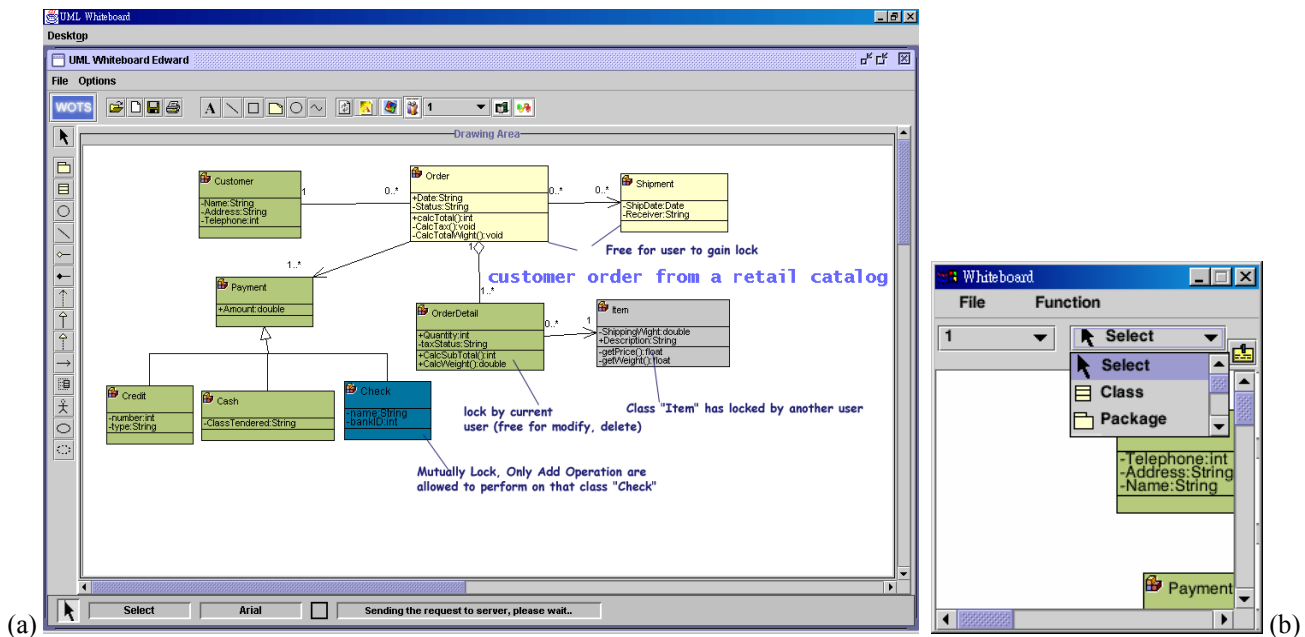 UML Whiteboard
Desktop
UML Whiteboard Edward
File Options
WOTS
A
1
Drawing Area
Customer
-Name:String
-Address:String
-Telephone:int
1
0..*
Order
+Date:String
-Status:String
+calcTotal():int
-CalcTax():void
-CalcTotalWight():void
0..*
0..*
Shipment
-ShipDate:Date
-Receiver:String
Free for user to gain lock
1
customer order from a retail catalog
1..*
Payment
+Amount:double
1..*
OrderDetail
+Quantity:int
-taxStatus:String
+CalcSubTotal():int
+CalcWeight():double
0..*
1
Item
-ShippingWight:double
+Description:String
-getPrice():float
-getWeight():float
Credit
-number:int
-type:String
Cash
-ClassTendered:String
Check
-name:String
-bankID:int
lock by current
user (free for modify, delete)
Class "Item" has locked by another user
Mutually Lock, Only Add Operation are
allowed to perform on that class "Check"
Select
Arial
Sending the request to server, please wait..
(a)
Whiteboard
File Function
1
Select
Select
Class
Package
-Telephone:int
-Address:String
-Name:String
Payment
(b)